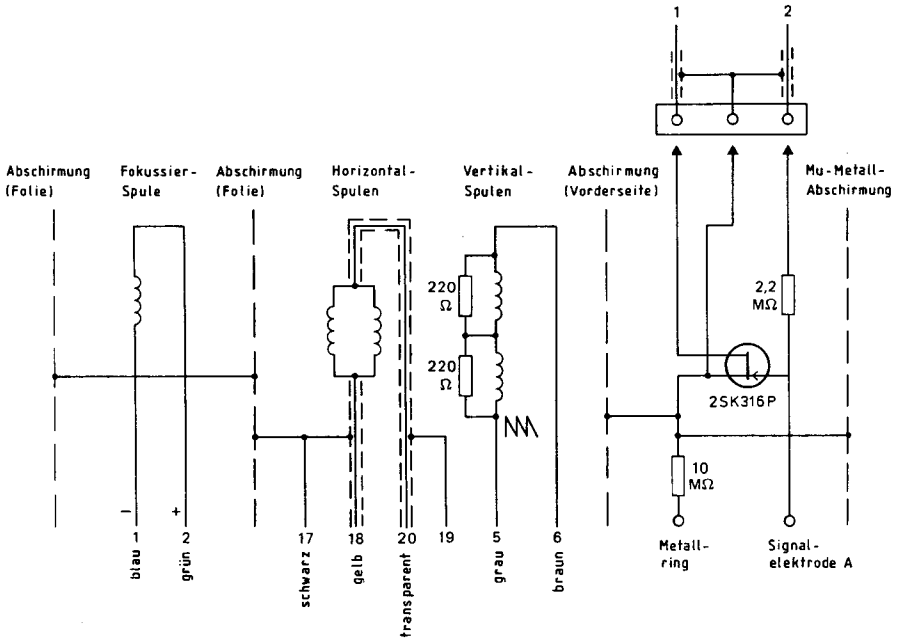 1 2
Abschirmung
(Folie)
Fokussier-
Spule
Abschirmung
(Folie)
Horizontal-
Spulen
Vertikal-
Spulen
Abschirmung
(Vorderseite)
Mu-Metall-
Abschirmung
220
Ω
220
Ω
2,2
MΩ
2SK316P
10
MΩ
Metall-
ring
Signal-
elektrode A
– +
1 2 17 18 20 19 5 6
blau
grün
schwarz
gelb
transparent
grau
braun